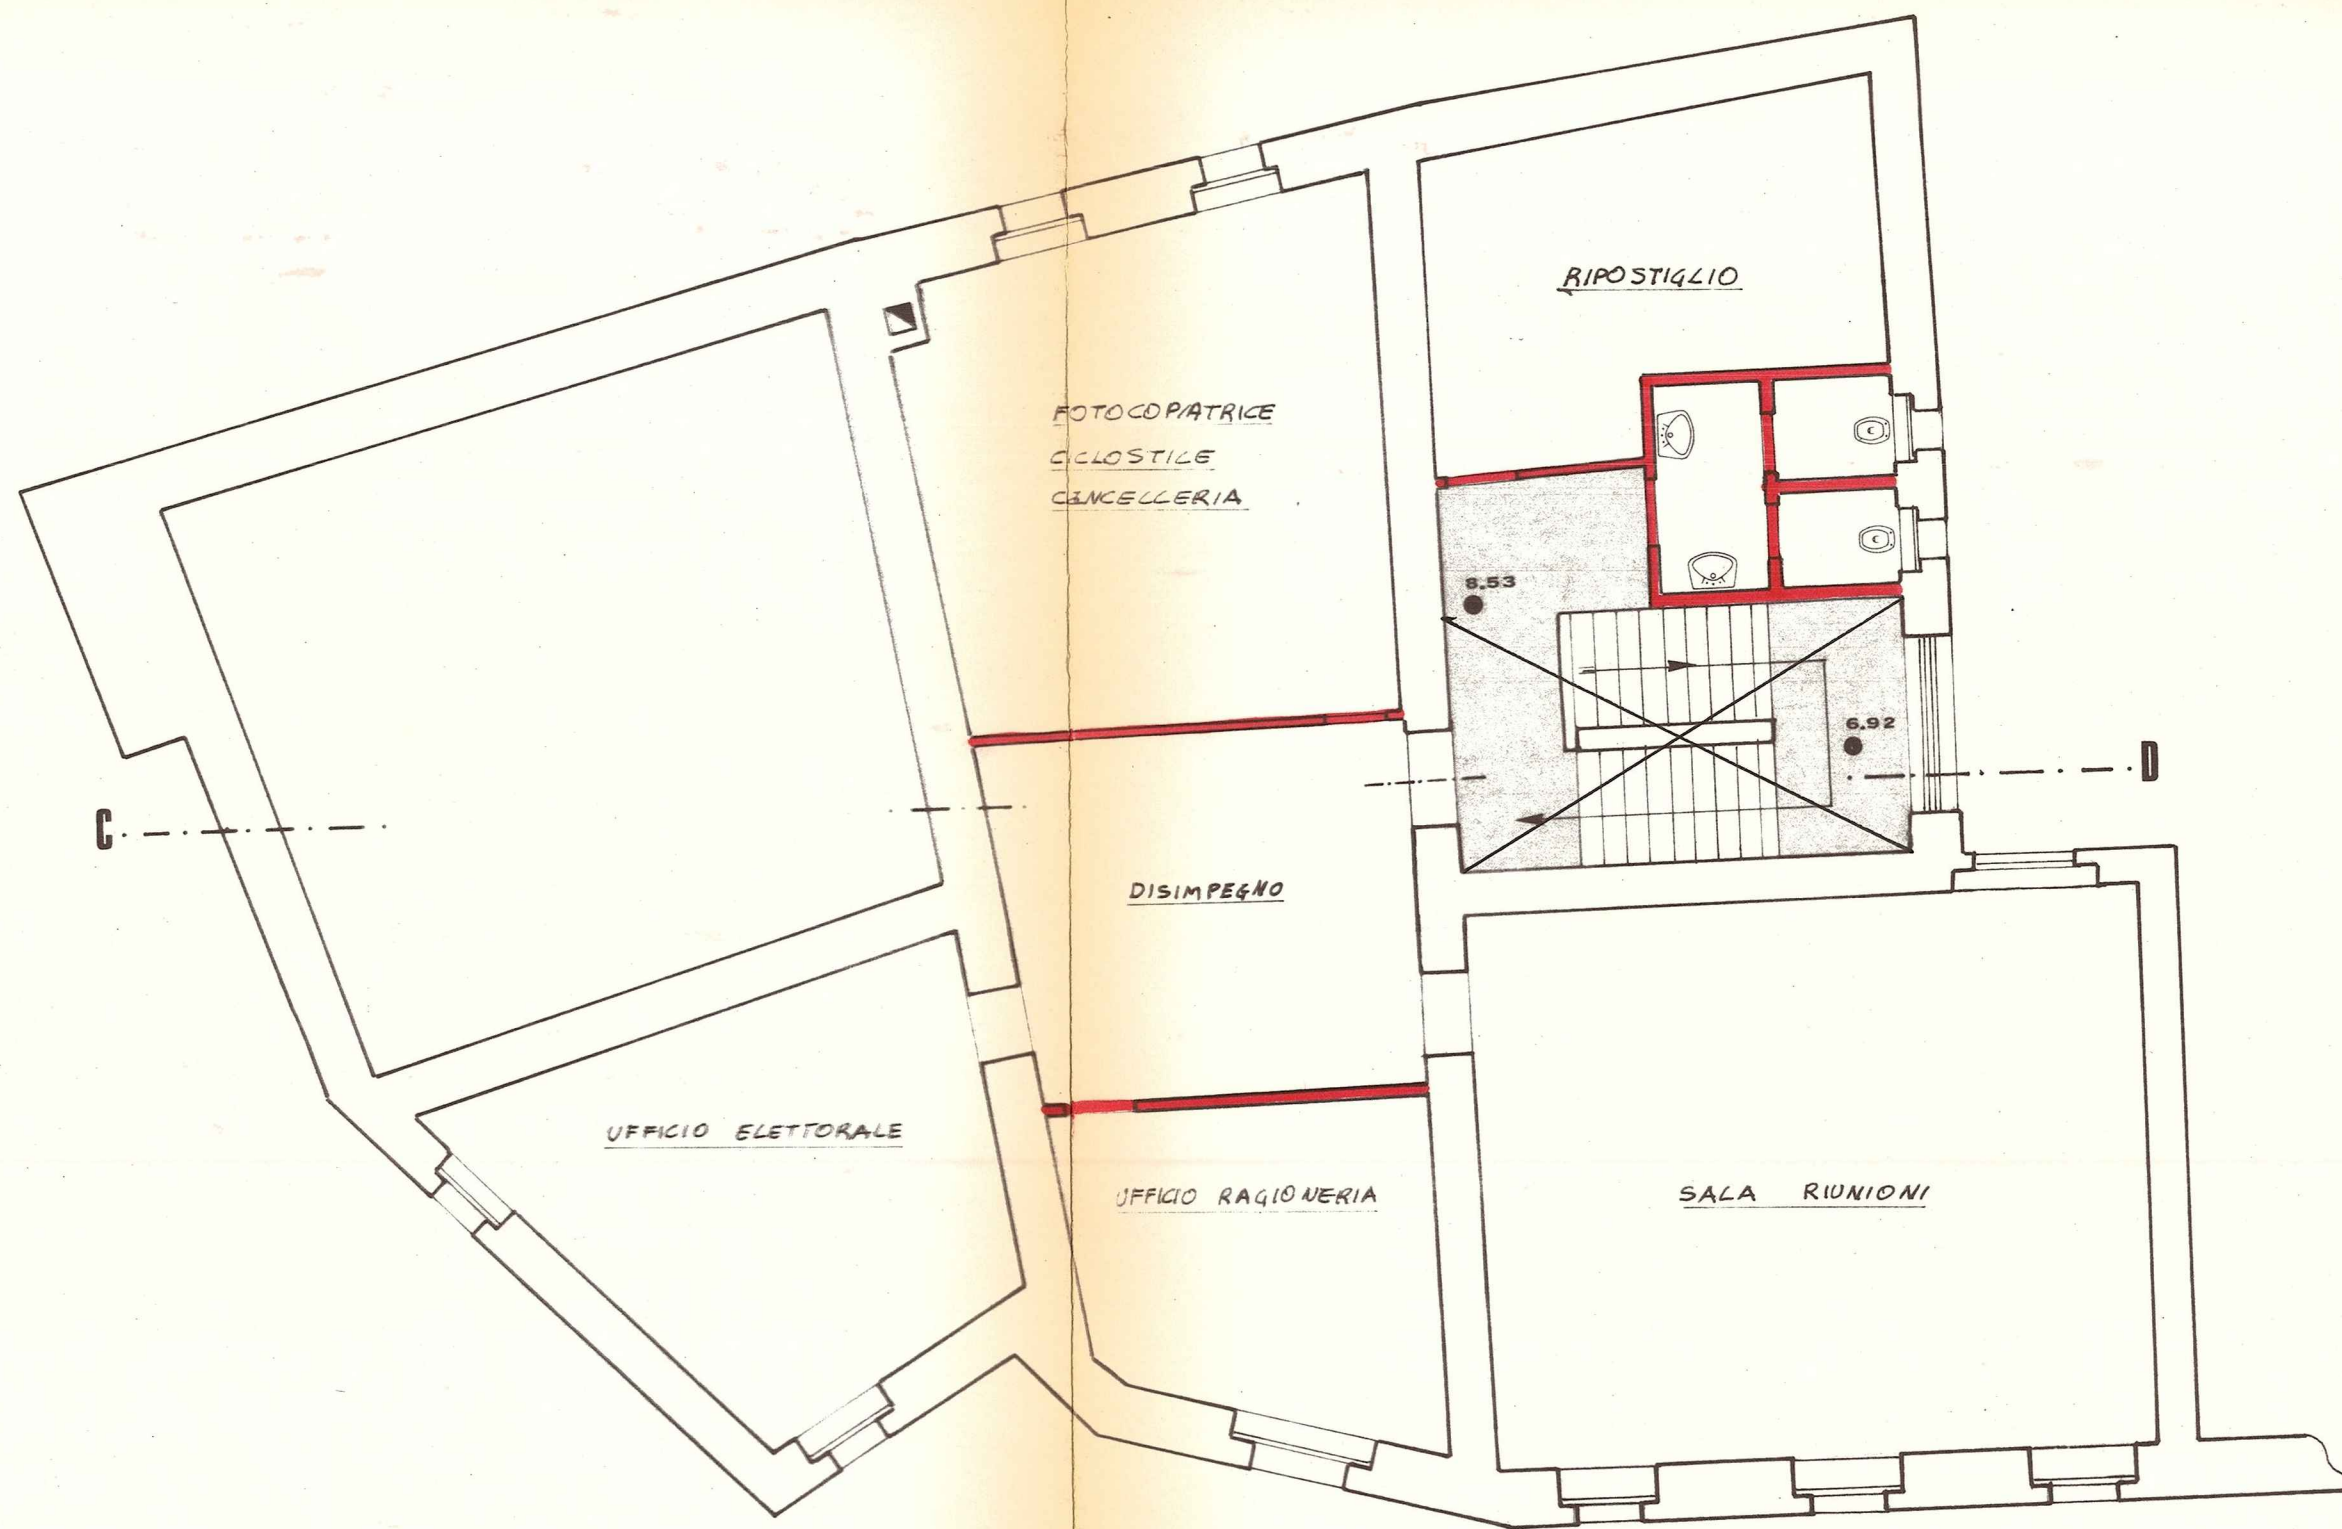 RIPOSTIGLIO
FOTOCOPIATRICE
CICLOSTILE
CANCELLERIA
8.53
6.92
D
C
DISIMPEGNO
UFFICIO ELETTORALE
UFFICIO RAGIONERIA
SALA RIUNIONI